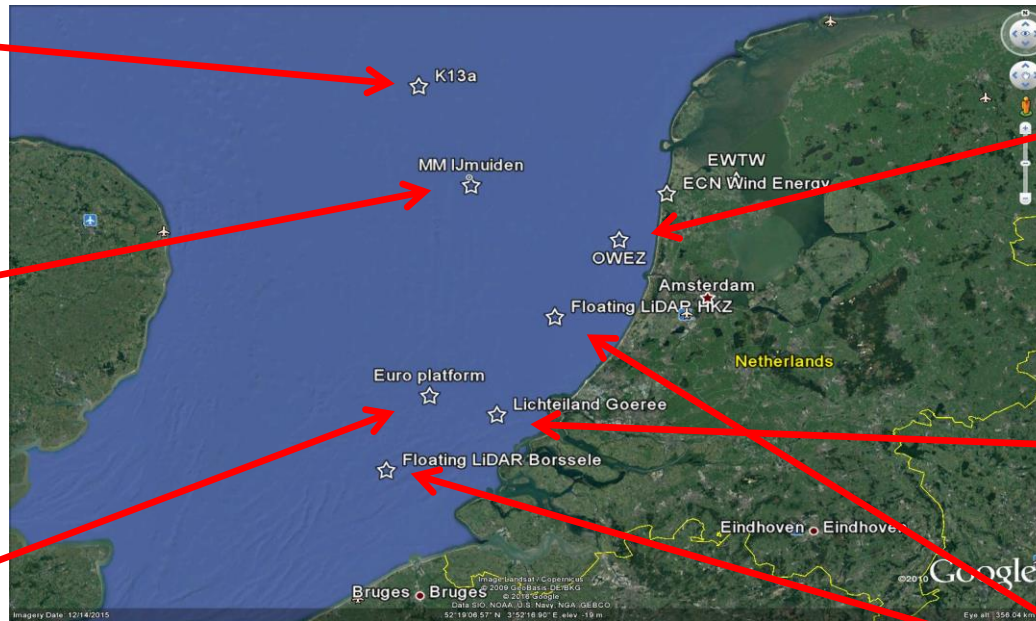 N
K13a
MM IJmuiden
EWTW
ECN Wind Energy
OWEZ
Amsterdam
Floating LiDAR HKZ
Netherlands
Euro platform
Lichteiland Goeree
Floating LiDAR Borssele
Eindhoven Eindhoven
Bruges Bruges
Image Landsat / Copernicus
© 2009 GeoBasis-DE/BKG
© 2016 Google
Data SIO, NOAA, U.S. Navy, NGA, GEBCO
©2010 Google
Imagery Date: 12/14/2015
52°19'06.57" N 3°52'16.90" E elev -19 m
Eye alt 356.04 km